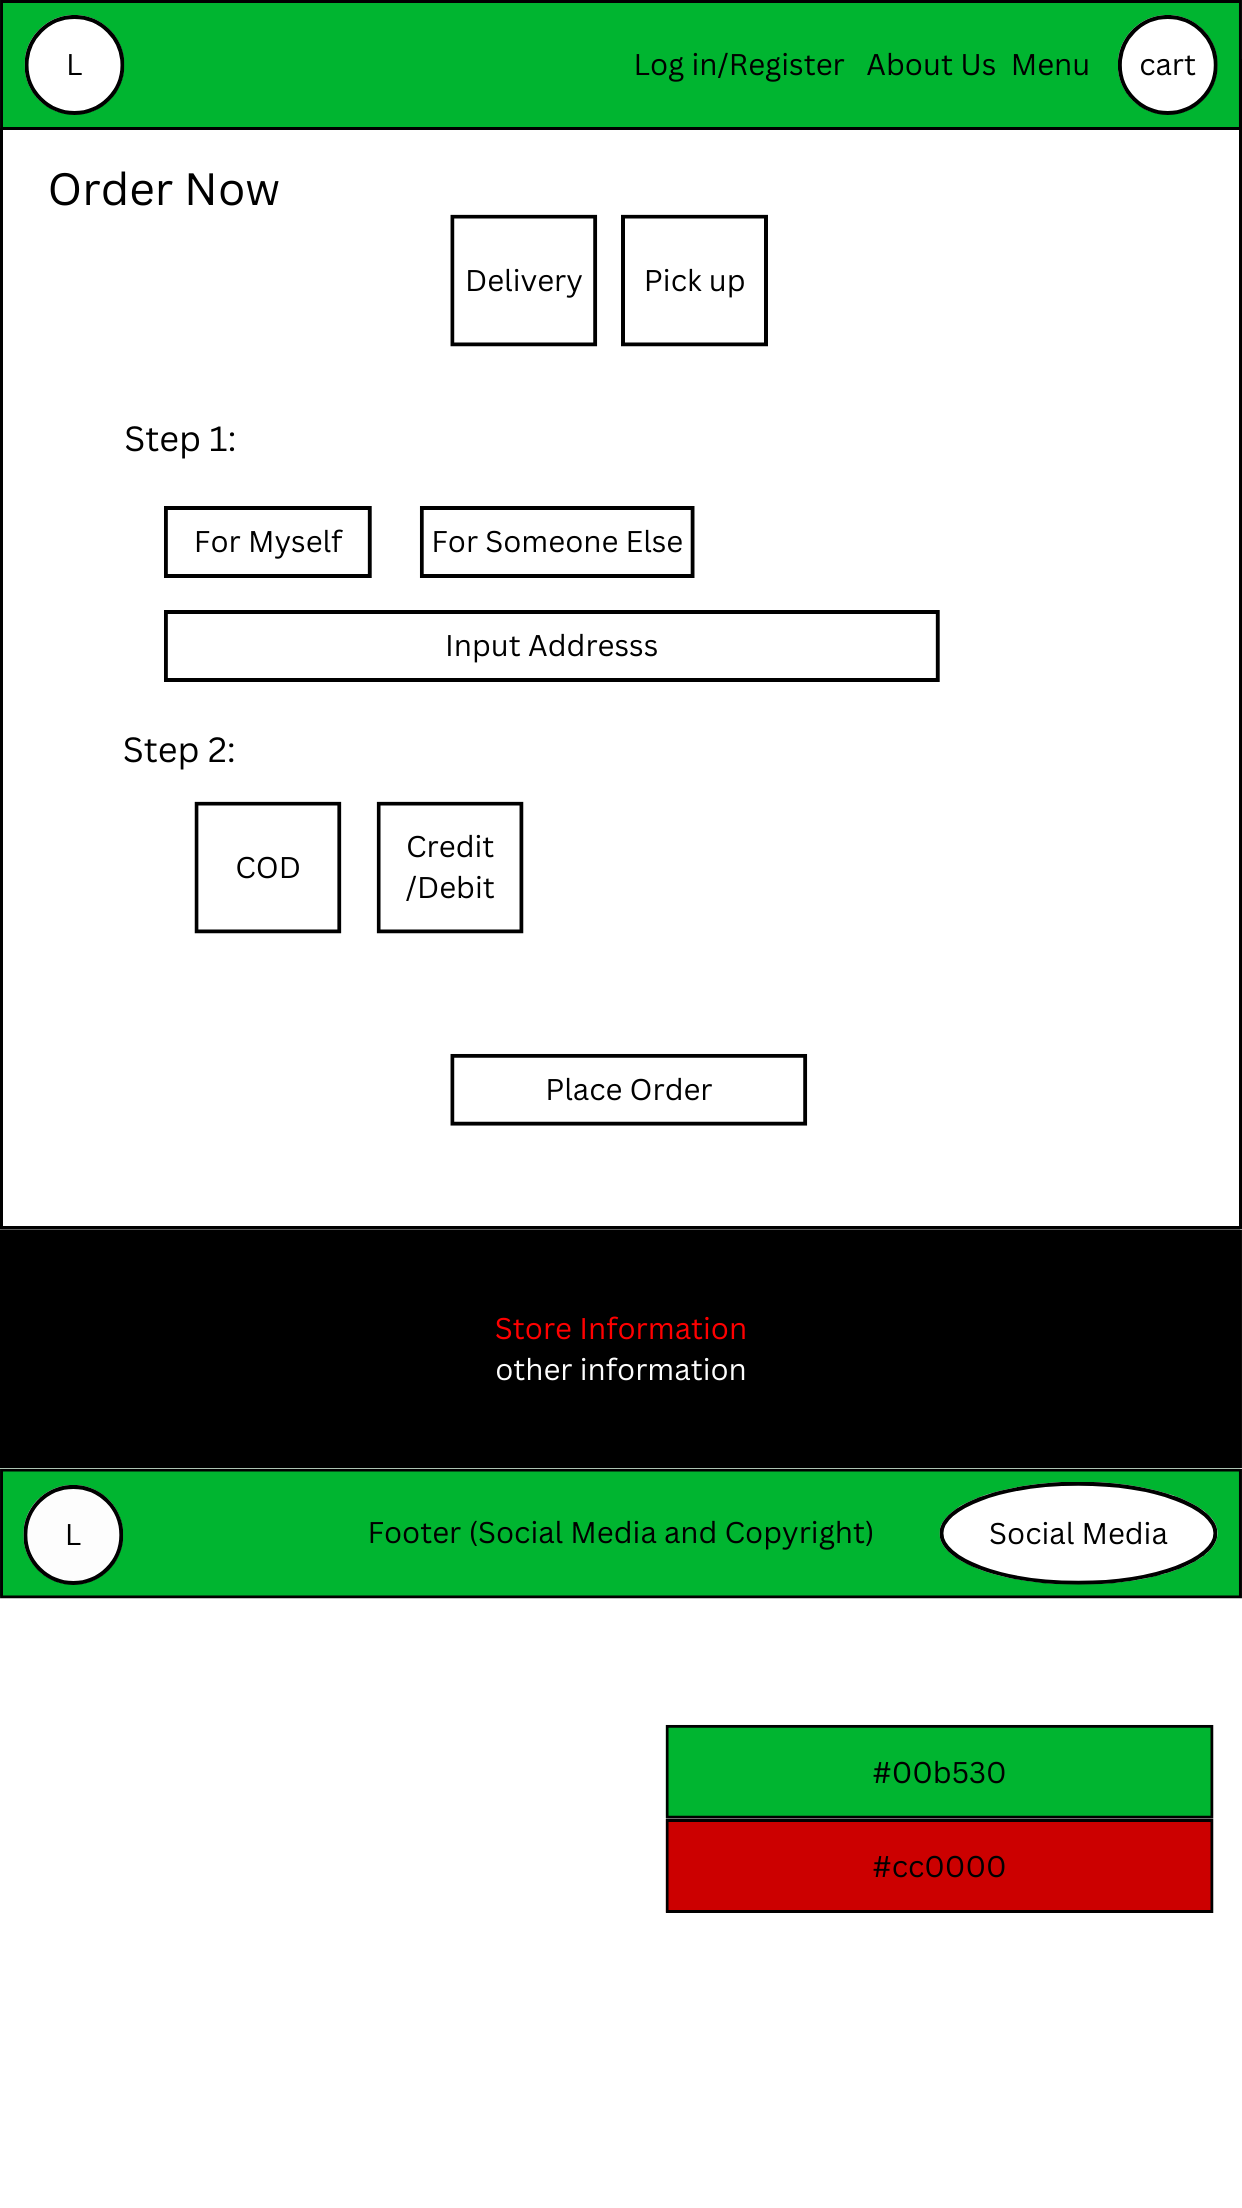 L
Log in/Register About Us Menu
cart
Order Now
Delivery
Pick up
Step 1:
For Myself
For Someone Else
Input Addresss
Step 2:
COD
Credit
/Debit
Place Order
Store Information
other information
L
Footer (Social Media and Copyright)
Social Media
#00b530
#cc0000